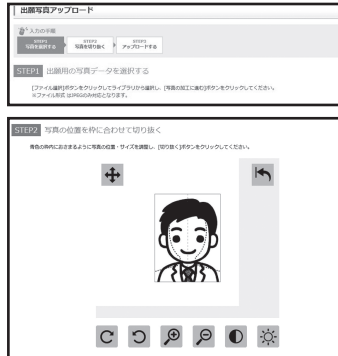 出願写真アップロード
入力の手順
STEP1 STEP2 STEP3
写真を選択する 写真を切り抜く アップロードする
STEP1 出願用の写真データを選択する
[ファイル選択]ボタンをクリックしてライブラリから選択し、[写真の加工に進む]ボタンをクリックしてください。
※ファイル形式はJPEGのみ対応となります。
STEP2 写真の位置を枠に合わせて切り抜く
青色の枠内におさまるように写真の位置・サイズを調整し、[切り抜く]ボタンをクリックしてください。